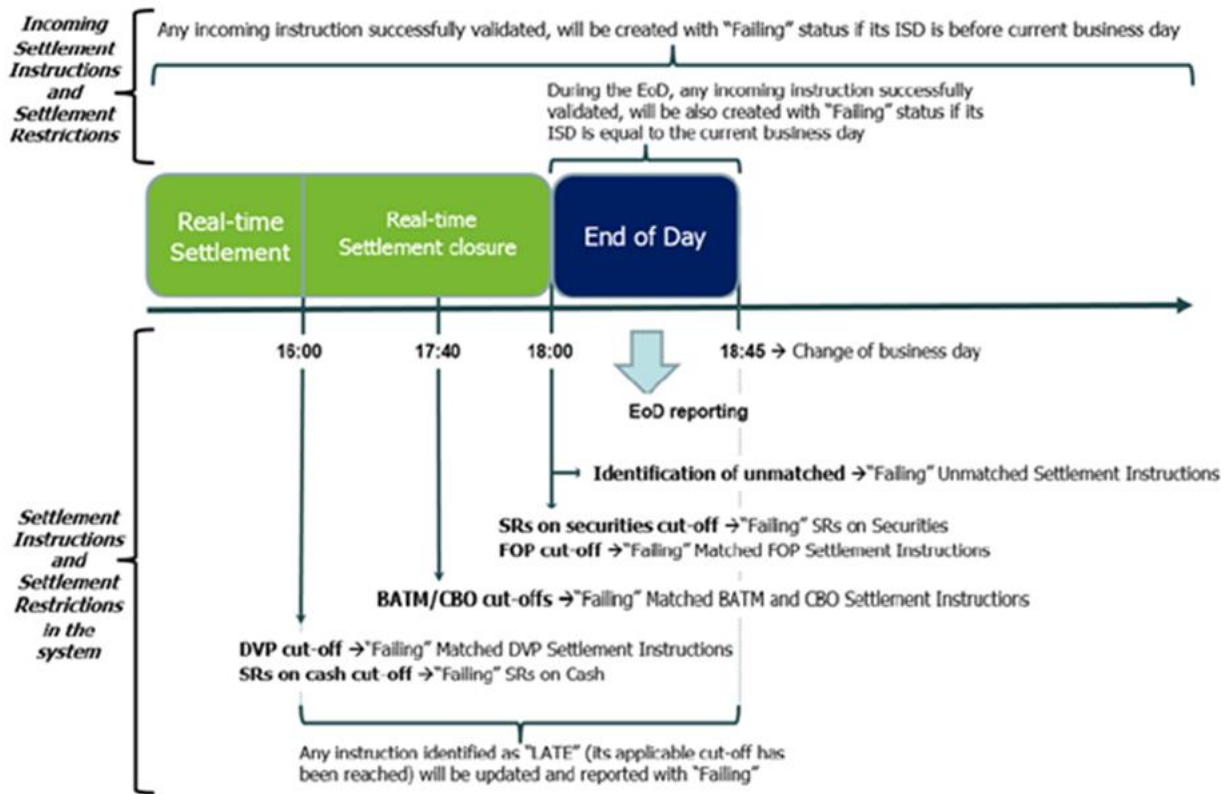 Incoming
Settlement
Instructions
and
Settlement
Restrictions
Any incoming instruction successfully validated, will be created with "Failing" status if its ISD is before current business day
During the EoD, any incoming instruction successfully
validated, will be also created with "Failing" status if its
ISD is equal to the current business day
Real-time
Settlement
Real-time
Settlement closure
End of Day
16:00
17:40
18:00
18:45 → Change of business day
EoD reporting
Identification of unmatched → "Failing" Unmatched Settlement Instructions
SRs on securities cut-off → "Failing" SRs on Securities
FOP cut-off → "Failing" Matched FOP Settlement Instructions
BATM/CBO cut-offs → "Failing" Matched BATM and CBO Settlement Instructions
DVP cut-off → "Failing" Matched DVP Settlement Instructions
SRs on cash cut-off → "Failing" SRs on Cash
Settlement
Instructions
and
Settlement
Restrictions
in the
system
Any instruction identified as "LATE" (its applicable cut-off has
been reached) will be updated and reported with "Failing"